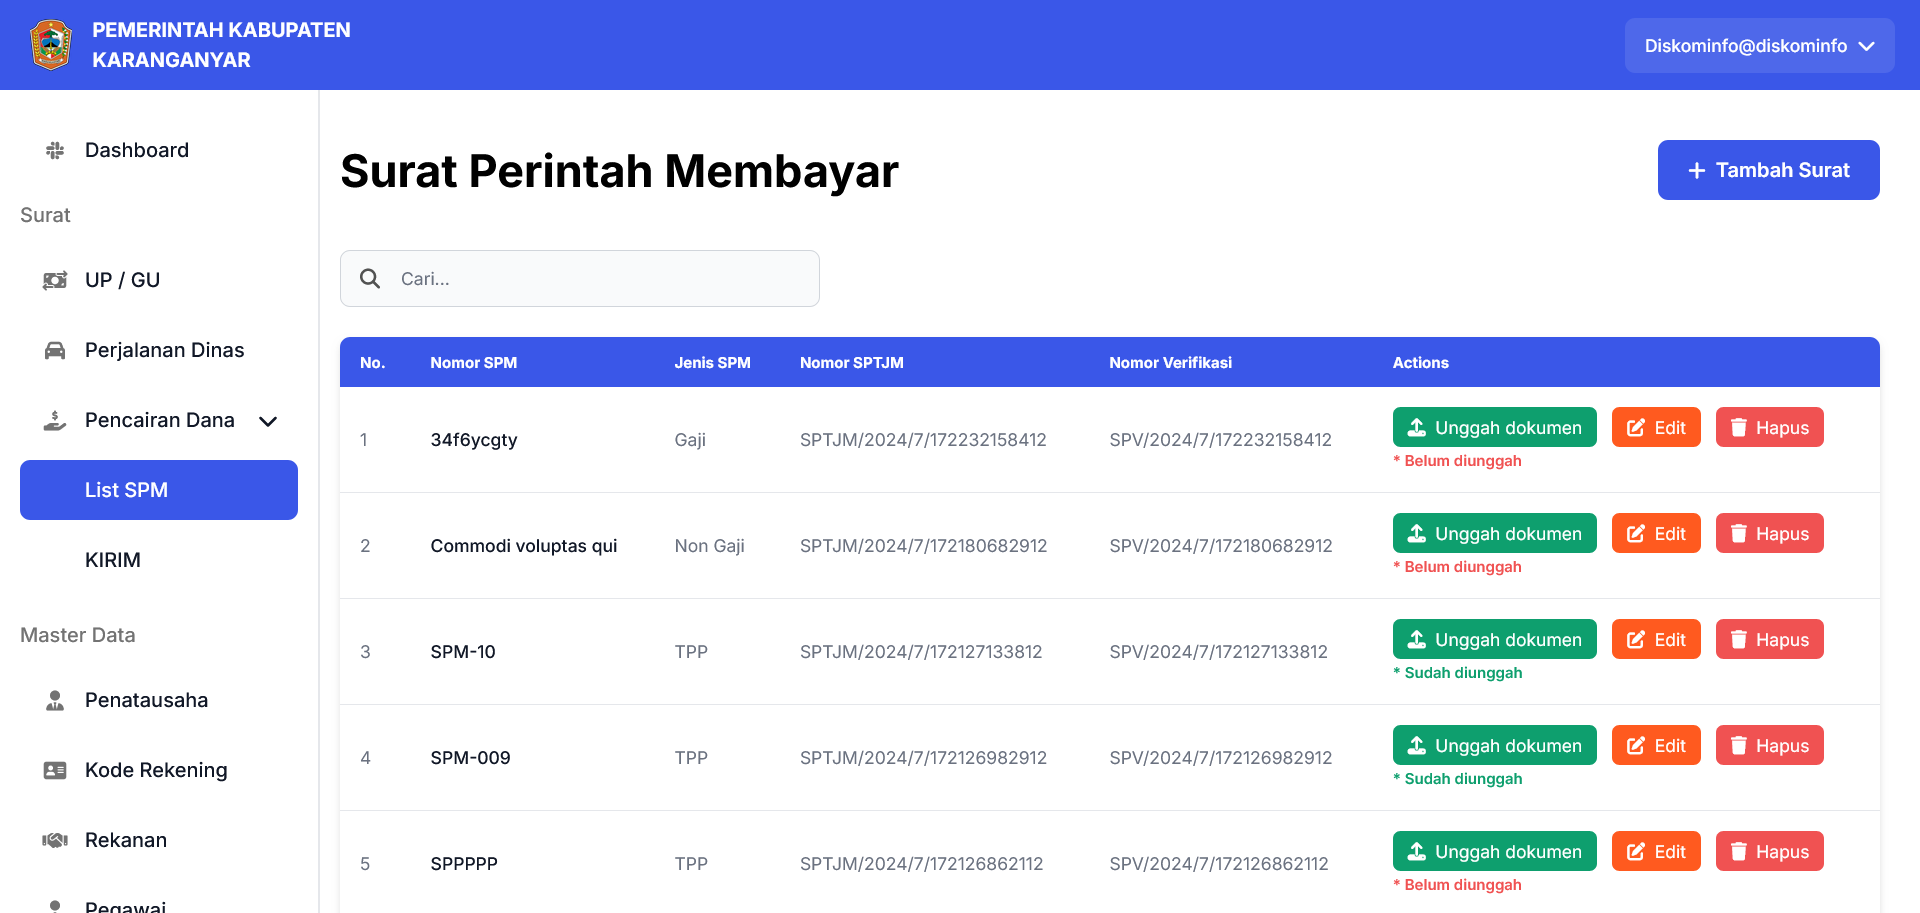 PEMERINTAH KABUPATEN
KARANGANYAR
Diskominfo@diskominfo
Dashboard
Surat
UP / GU
Perjalanan Dinas
Pencairan Dana
List SPM
KIRIM
Master Data
Penatausaha
Kode Rekening
Rekanan
Pegawai
Surat Perintah Membayar
Tambah Surat
Cari...
No. Nomor SPM Jenis SPM Nomor SPTJM Nomor Verifikasi Actions
1 34f6ycgty Gaji SPTJM/2024/7/172232158412 SPV/2024/7/172232158412 Unggah dokumen Edit Hapus
* Belum diunggah
2 Commodi voluptas qui Non Gaji SPTJM/2024/7/172180682912 SPV/2024/7/172180682912 Unggah dokumen Edit Hapus
* Belum diunggah
3 SPM-10 TPP SPTJM/2024/7/172127133812 SPV/2024/7/172127133812 Unggah dokumen Edit Hapus
* Sudah diunggah
4 SPM-009 TPP SPTJM/2024/7/172126982912 SPV/2024/7/172126982912 Unggah dokumen Edit Hapus
* Sudah diunggah
5 SPPPPP TPP SPTJM/2024/7/172126862112 SPV/2024/7/172126862112 Unggah dokumen Edit Hapus
* Belum diunggah